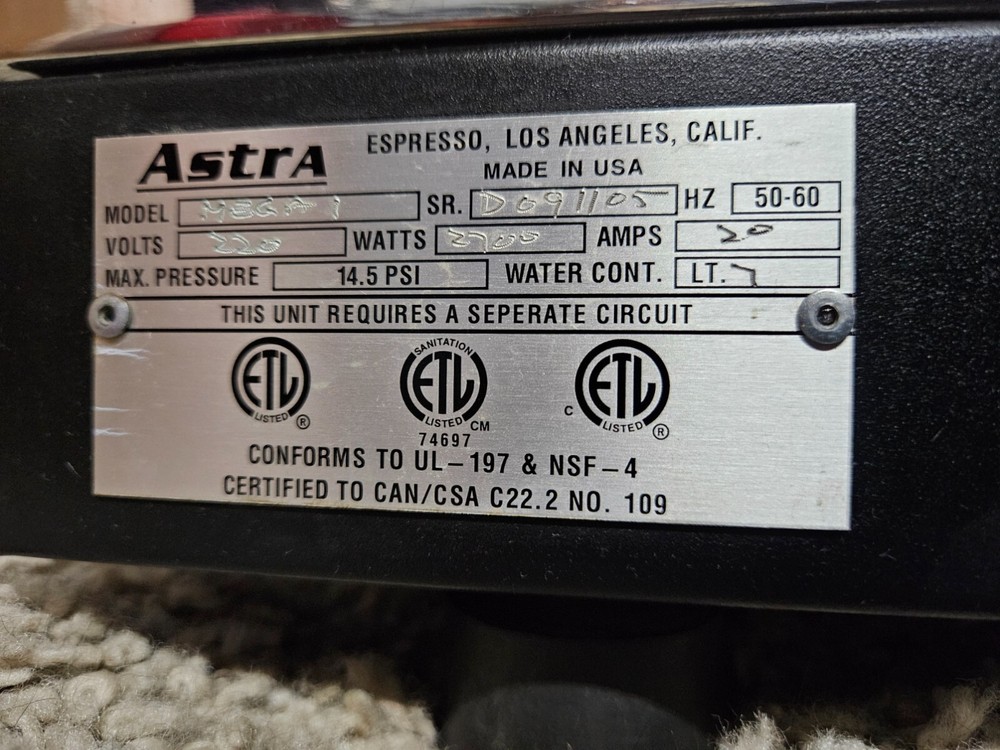 AstrA ESPRESSO, LOS ANGELES, CALIF.
MADE IN USA
MODEL MEGA 1 SR. D091105 HZ 50-60
VOLTS 220 WATTS 2700 AMPS 20
MAX. PRESSURE 14.5 PSI WATER CONT. LT. 7
THIS UNIT REQUIRES A SEPERATE CIRCUIT
ETL LISTED ®
SANITATION ETL LISTED CM
74697
C ETL LISTED ®
CONFORMS TO UL-197 & NSF-4
CERTIFIED TO CAN/CSA C22.2 NO. 109